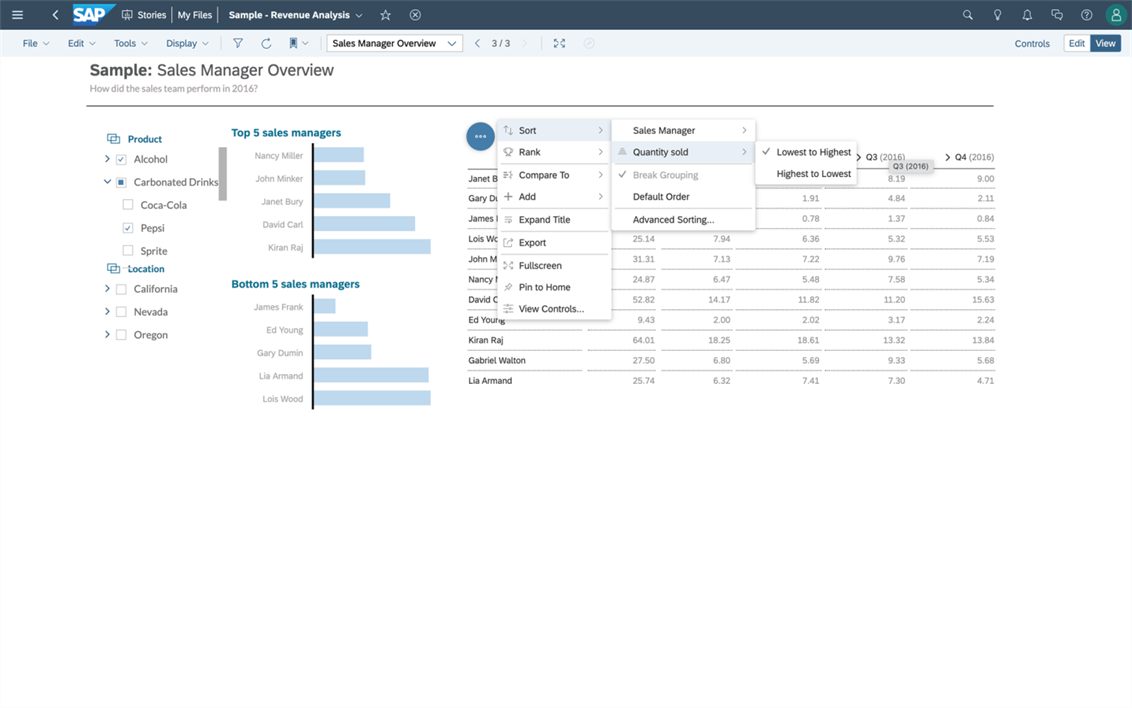 SAP Stories My Files Sample - Revenue Analysis
File Edit Tools Display Sales Manager Overview 3 / 3 Controls Edit View
Sample: Sales Manager Overview
How did the sales team perform in 2016?
Product
Alcohol
Carbonated Drinks
Coca-Cola
Pepsi
Sprite
Location
California
Nevada
Oregon
Top 5 sales managers
Nancy Miller
John Minker
Janet Bury
David Carl
Kiran Raj
Bottom 5 sales managers
James Frank
Ed Young
Gary Dumin
Lia Armand
Lois Wood
Sort
Rank
Compare To
Add
Expand Title
Export
Fullscreen
Pin to Home
View Controls...
Sales Manager
Quantity sold
Break Grouping
Default Order
Advanced Sorting...
Lowest to Highest
Highest to Lowest
Q3 (2016) Q4 (2016)
Q3 (2016)
Janet B 8.19 9.00
Gary Du 1.91 4.84 2.11
James 0.78 1.37 0.84
Lois Wo 25.14 7.94 6.36 5.32 5.53
John M 31.31 7.13 7.22 9.76 7.19
Nancy 24.87 6.47 5.48 7.58 5.34
David C 52.82 14.17 11.82 11.20 15.63
Ed Young 9.43 2.00 2.02 3.17 2.24
Kiran Raj 64.01 18.25 18.61 13.32 13.84
Gabriel Walton 27.50 6.80 5.69 9.33 5.68
Lia Armand 25.74 6.32 7.41 7.30 4.71